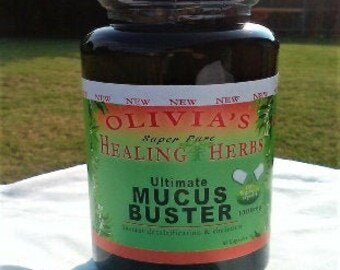 NEW NEW NEW NEW NEW
OLIVIA'S
Super Pure
HEALING HERBS
Ultimate
MUCUS
BUSTER